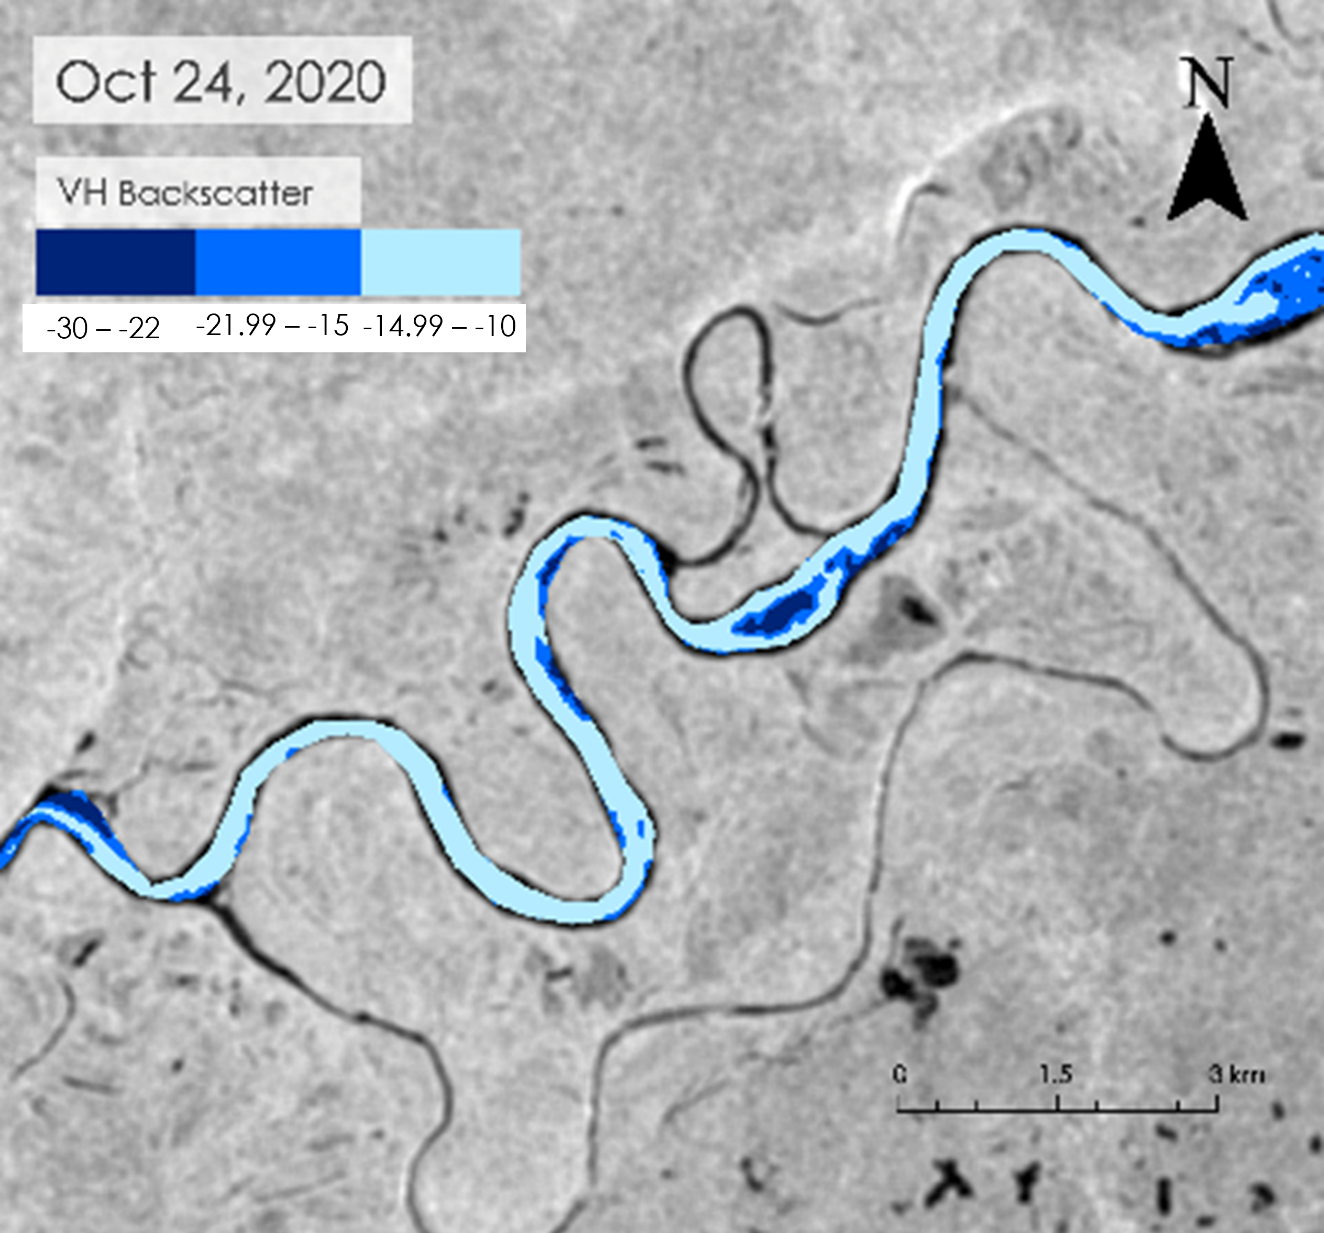 Oct 24, 2020
N
VH Backscatter
-30 – -22 -21.99 – -15 -14.99 – -10
0 1.5 3 km